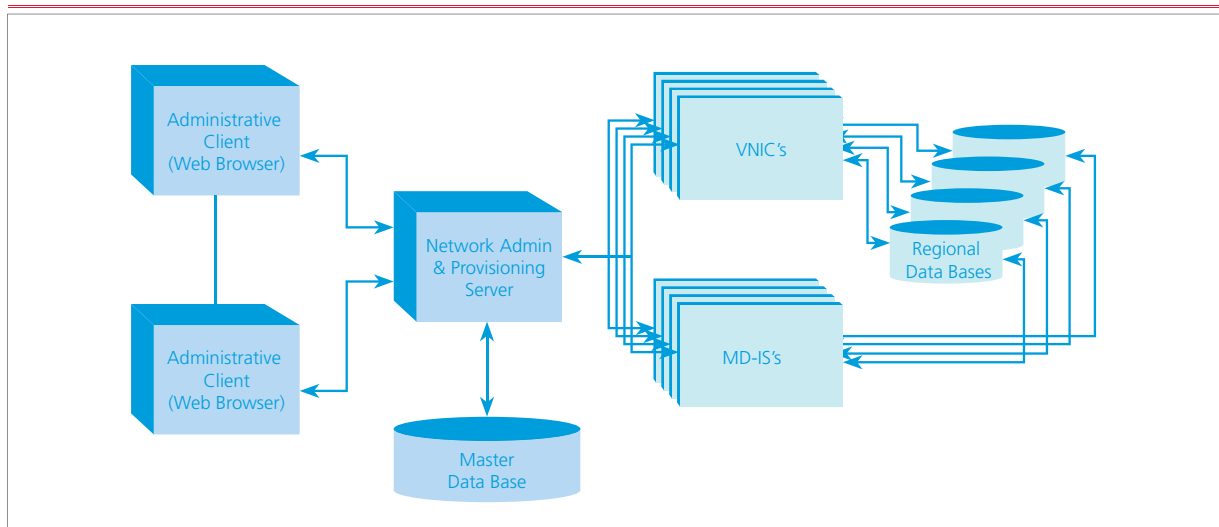 Administrative
Client
(Web Browser)
Administrative
Client
(Web Browser)
Network Admin
& Provisioning
Server
Master
Data Base
VNIC's
MD-IS's
Regional
Data Bases